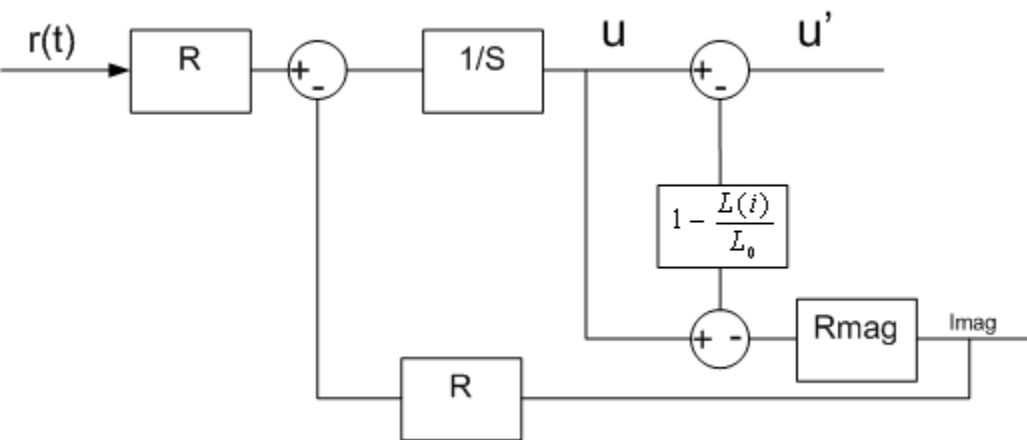 r(t)
R
+
-
1/S
u
+
-
u’
1 - L(i)/L₀
+
-
Rmag
Imag
R